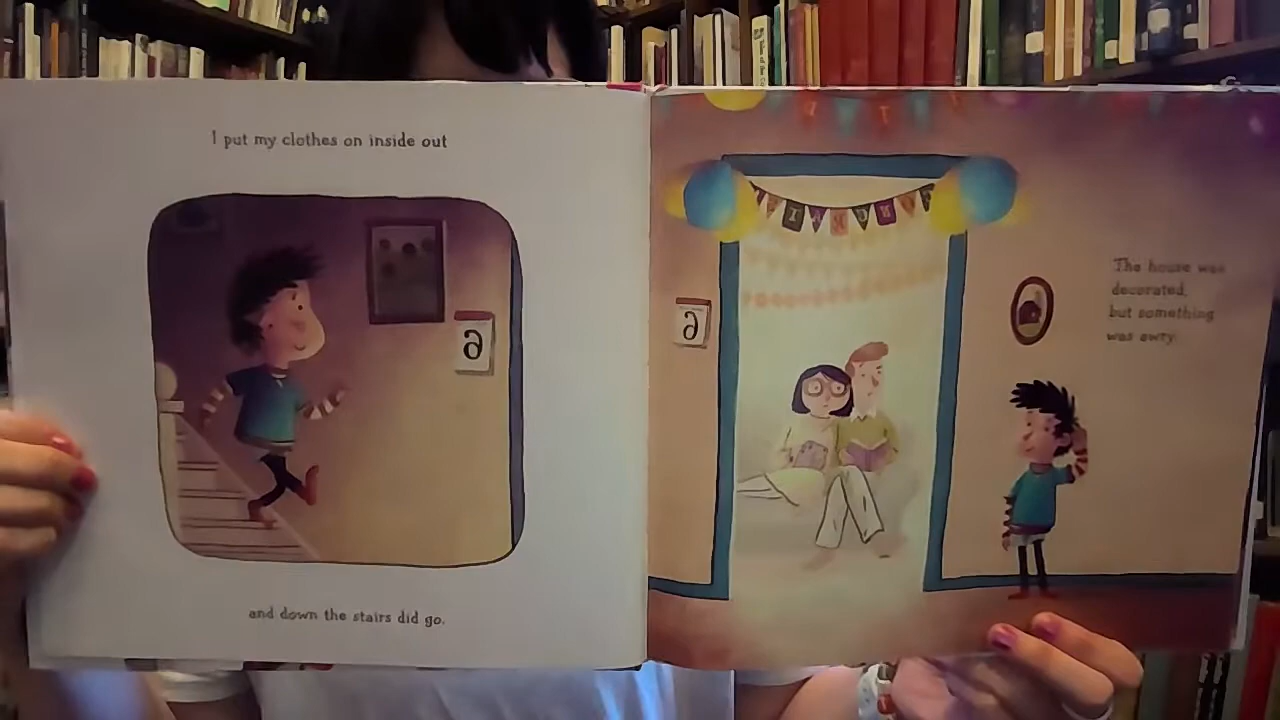 I put my clothes on inside out
and down the stairs did go.
The house was
decorated,
but something
was awry.